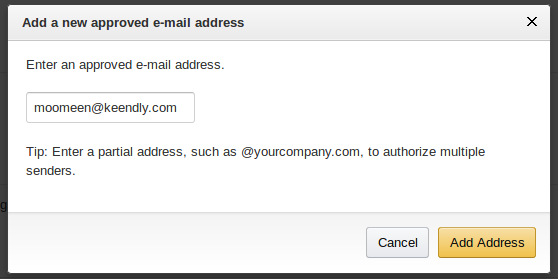 Add a new approved e-mail address
Enter an approved e-mail address.
moomeen@keendly.com
Tip: Enter a partial address, such as @yourcompany.com, to authorize multiple
senders.
Cancel
Add Address